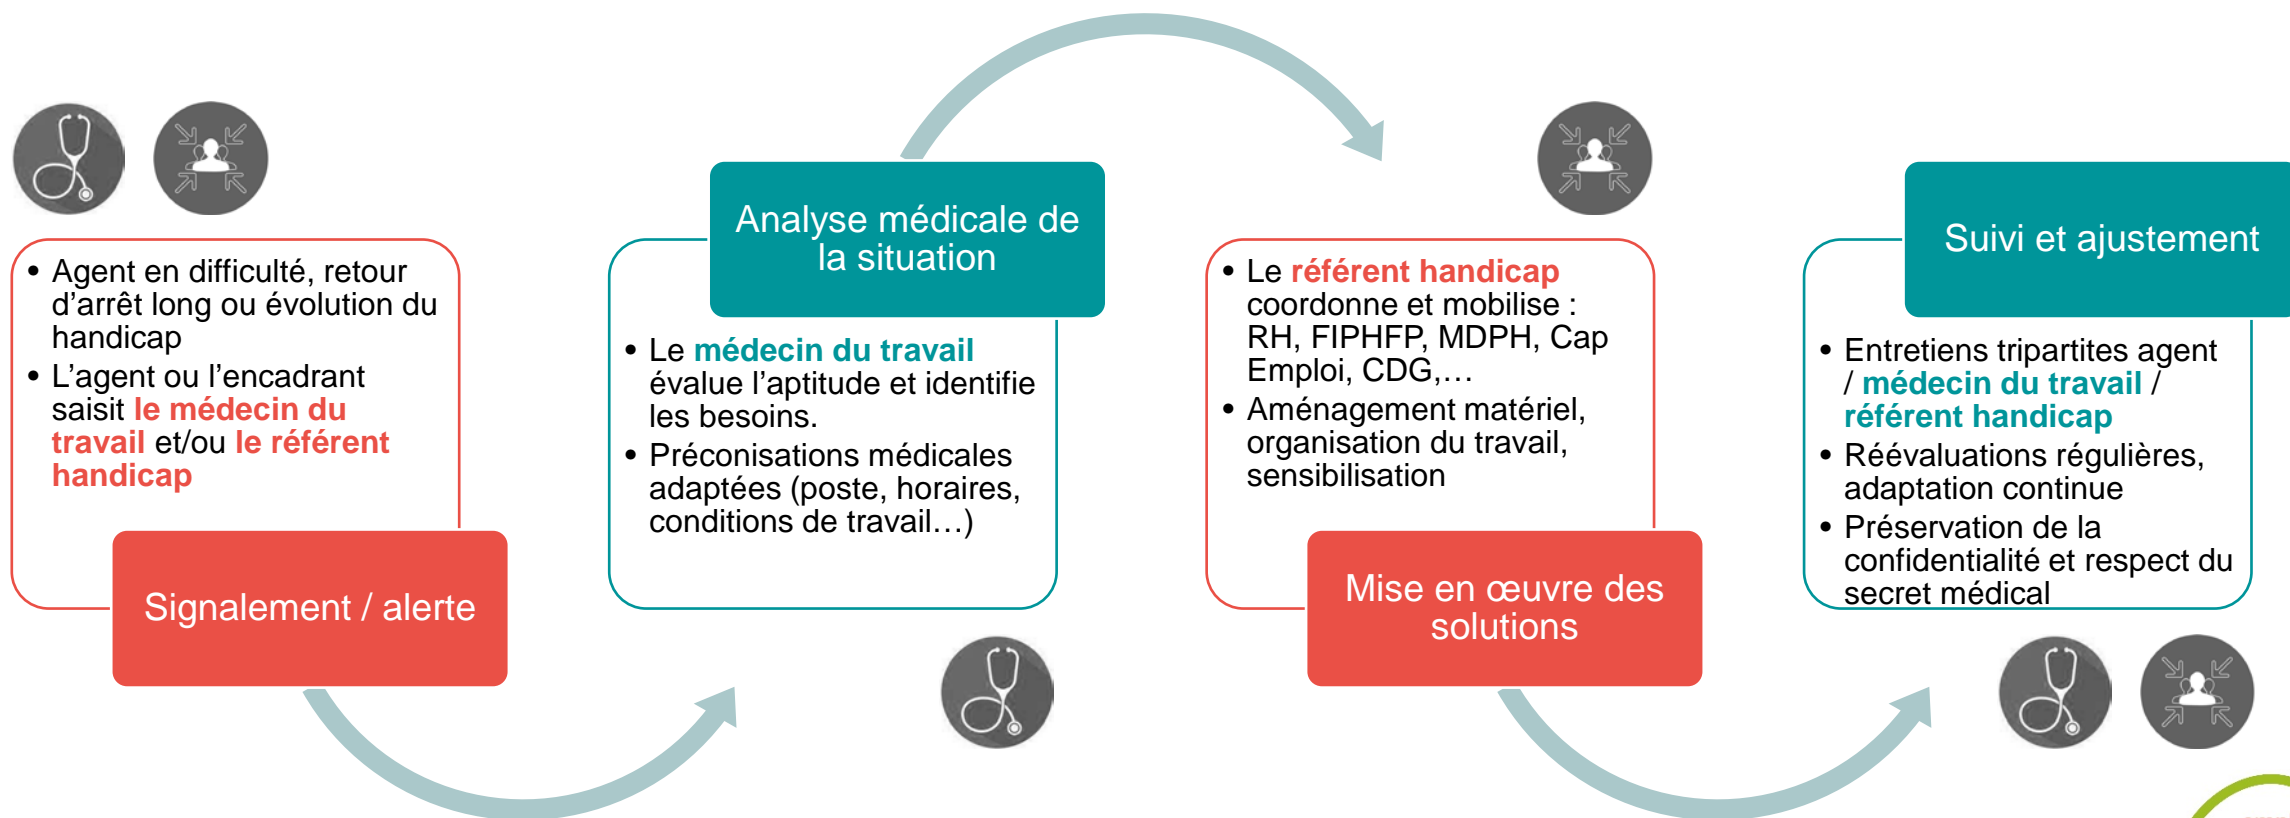 • Agent en difficulté, retour
d’arrêt long ou évolution du
handicap
• L’agent ou l’encadrant
saisit le médecin du
travail et/ou le référent
handicap
Signalement / alerte
Analyse médicale de
la situation
• Le médecin du travail
évalue l’aptitude et identifie
les besoins.
• Préconisations médicales
adaptées (poste, horaires,
conditions de travail…)
• Le référent handicap
coordonne et mobilise :
RH, FIPHFP, MDPH, Cap
Emploi, CDG,…
• Aménagement matériel,
organisation du travail,
sensibilisation
Mise en œuvre des
solutions
Suivi et ajustement
• Entretiens tripartites agent
/ médecin du travail /
référent handicap
• Réévaluations régulières,
adaptation continue
• Préservation de la
confidentialité et respect du
secret médical